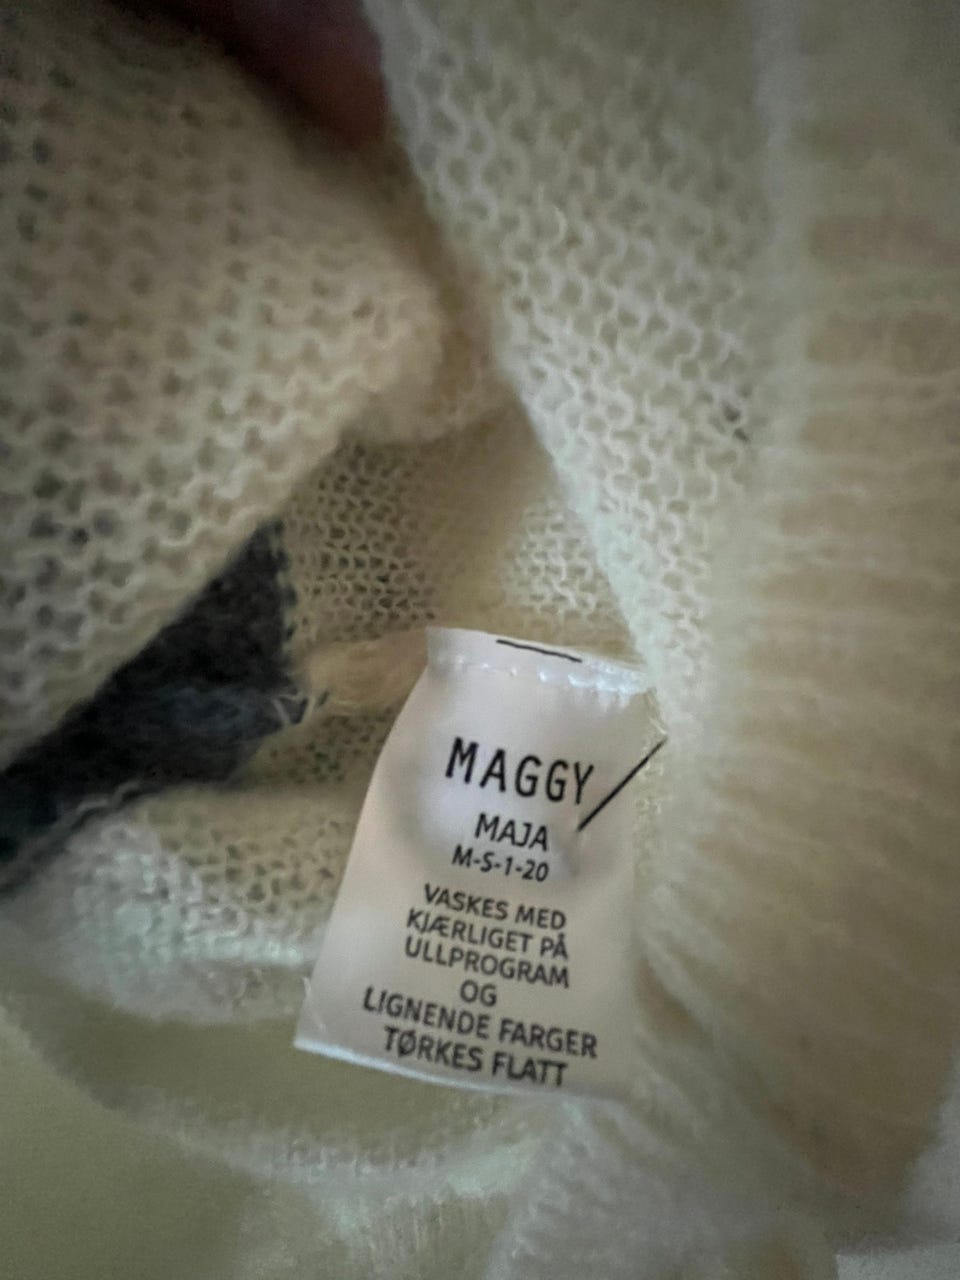 MAGGY
MAJA
M-S-1-20
VASKES MED
KJÆRLIGET PÅ
ULLPROGRAM
OG
LIGNENDE FARGER
TØRKES FLATT